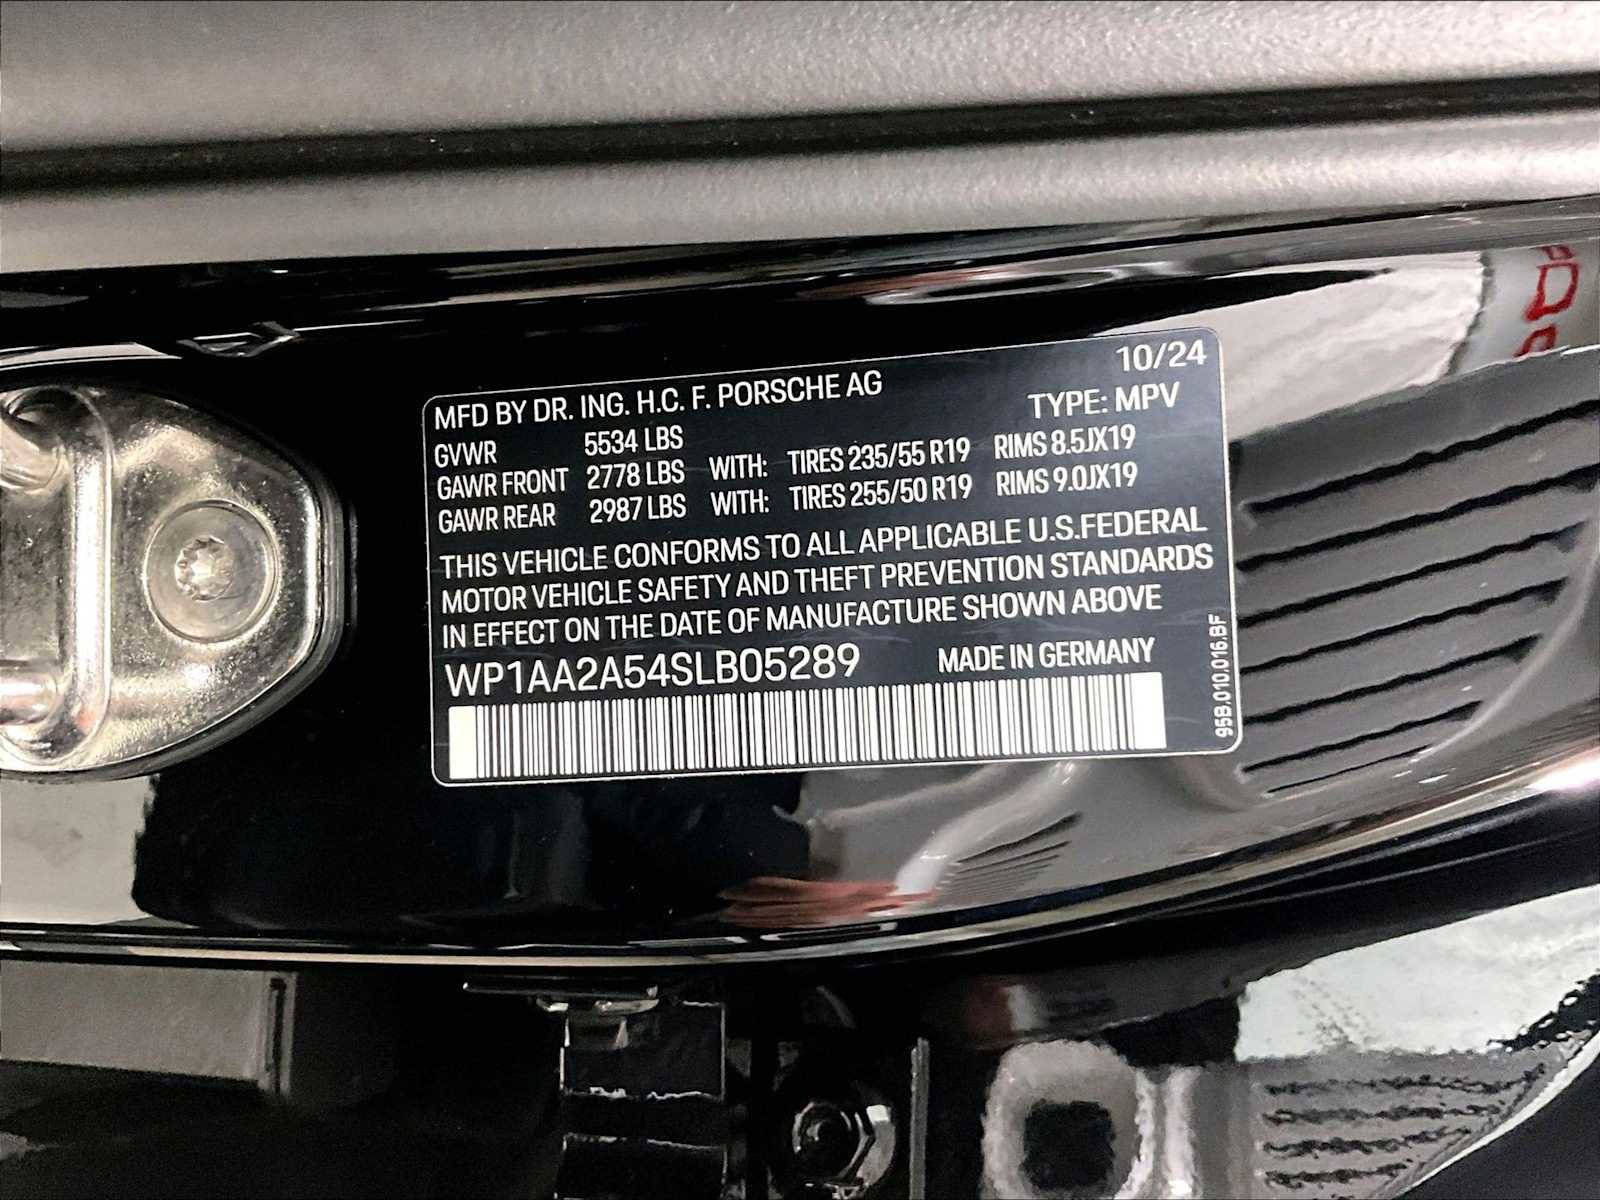 10/24
MFD BY DR. ING. H.C. F. PORSCHE AG
TYPE: MPV
GVWR 5534 LBS
GAWR FRONT 2778 LBS WITH: TIRES 235/55 R19 RIMS 8.5JX19
GAWR REAR 2987 LBS WITH: TIRES 255/50 R19 RIMS 9.0JX19
THIS VEHICLE CONFORMS TO ALL APPLICABLE U.S.FEDERAL
MOTOR VEHICLE SAFETY AND THEFT PREVENTION STANDARDS
IN EFFECT ON THE DATE OF MANUFACTURE SHOWN ABOVE
WP1AA2A54SLB05289 MADE IN GERMANY
95B.010.016.BF